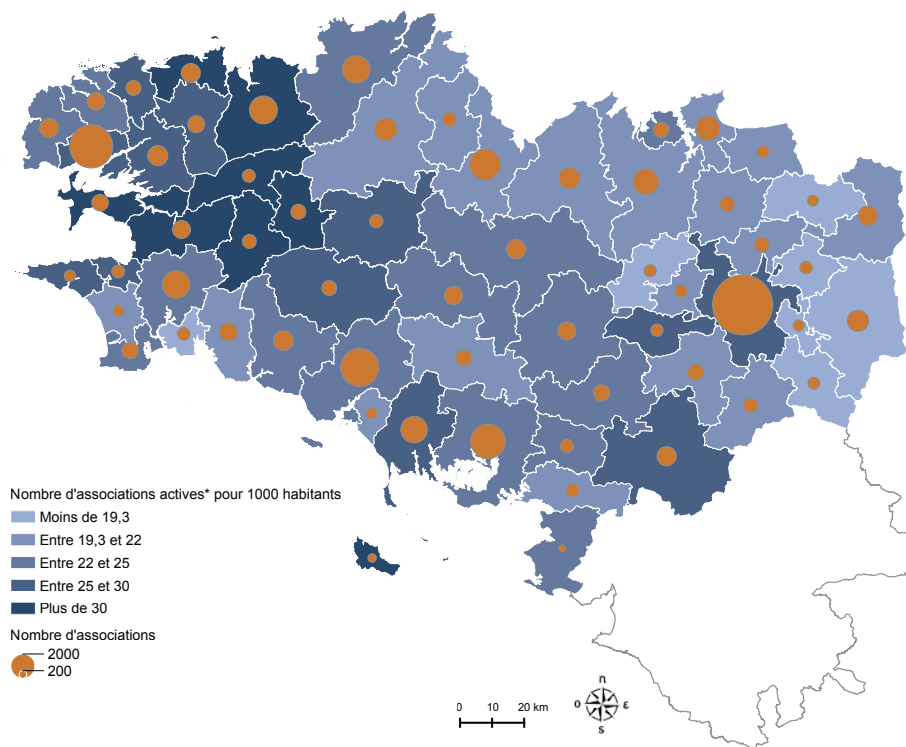 Nombre d'associations actives* pour 1000 habitants
Moins de 19,3
Entre 19,3 et 22
Entre 22 et 25
Entre 25 et 30
Plus de 30
Nombre d'associations
2000
200
0 10 20 km
n
o ε
s